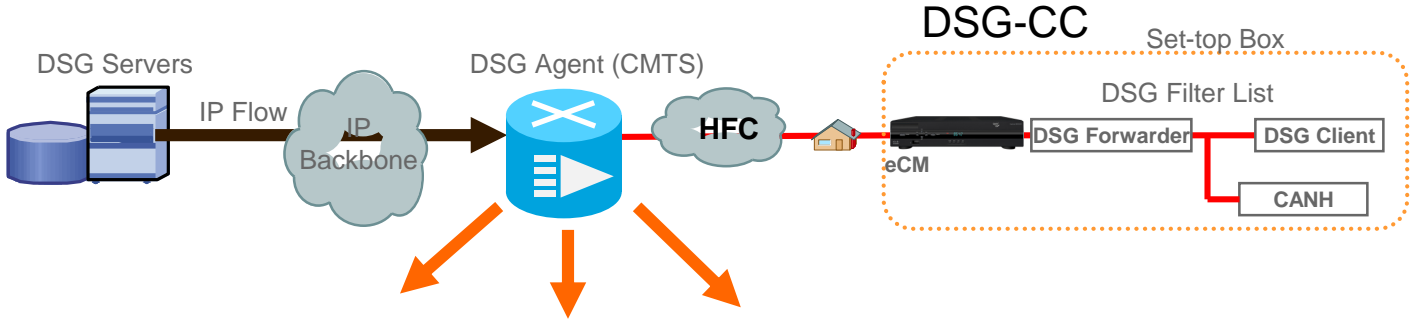 DSG-CC
Set-top Box
DSG Servers
DSG Agent (CMTS)
IP Flow
DSG Filter List
IP
Backbone
HFC
DSG Forwarder
DSG Client
eCM
CANH